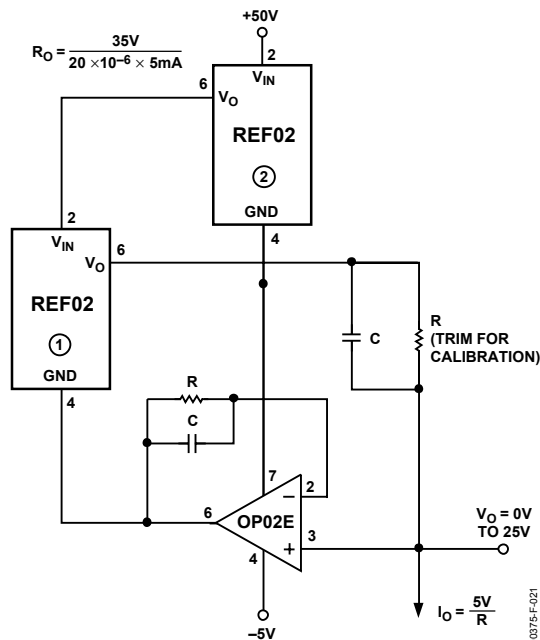 +50V
R_O = 35V
20 ×10⁻⁶ × 5mA
2
V_IN
6
V_O
REF02
2
GND
4
2
V_IN
6
V_O
REF02
1
GND
4
R
(TRIM FOR
CALIBRATION)
C
R
C
7
2
–
6
OP02E
+
3
4
V_O = 0V
TO 25V
–5V
I_O = 5V
R
0375-F-021